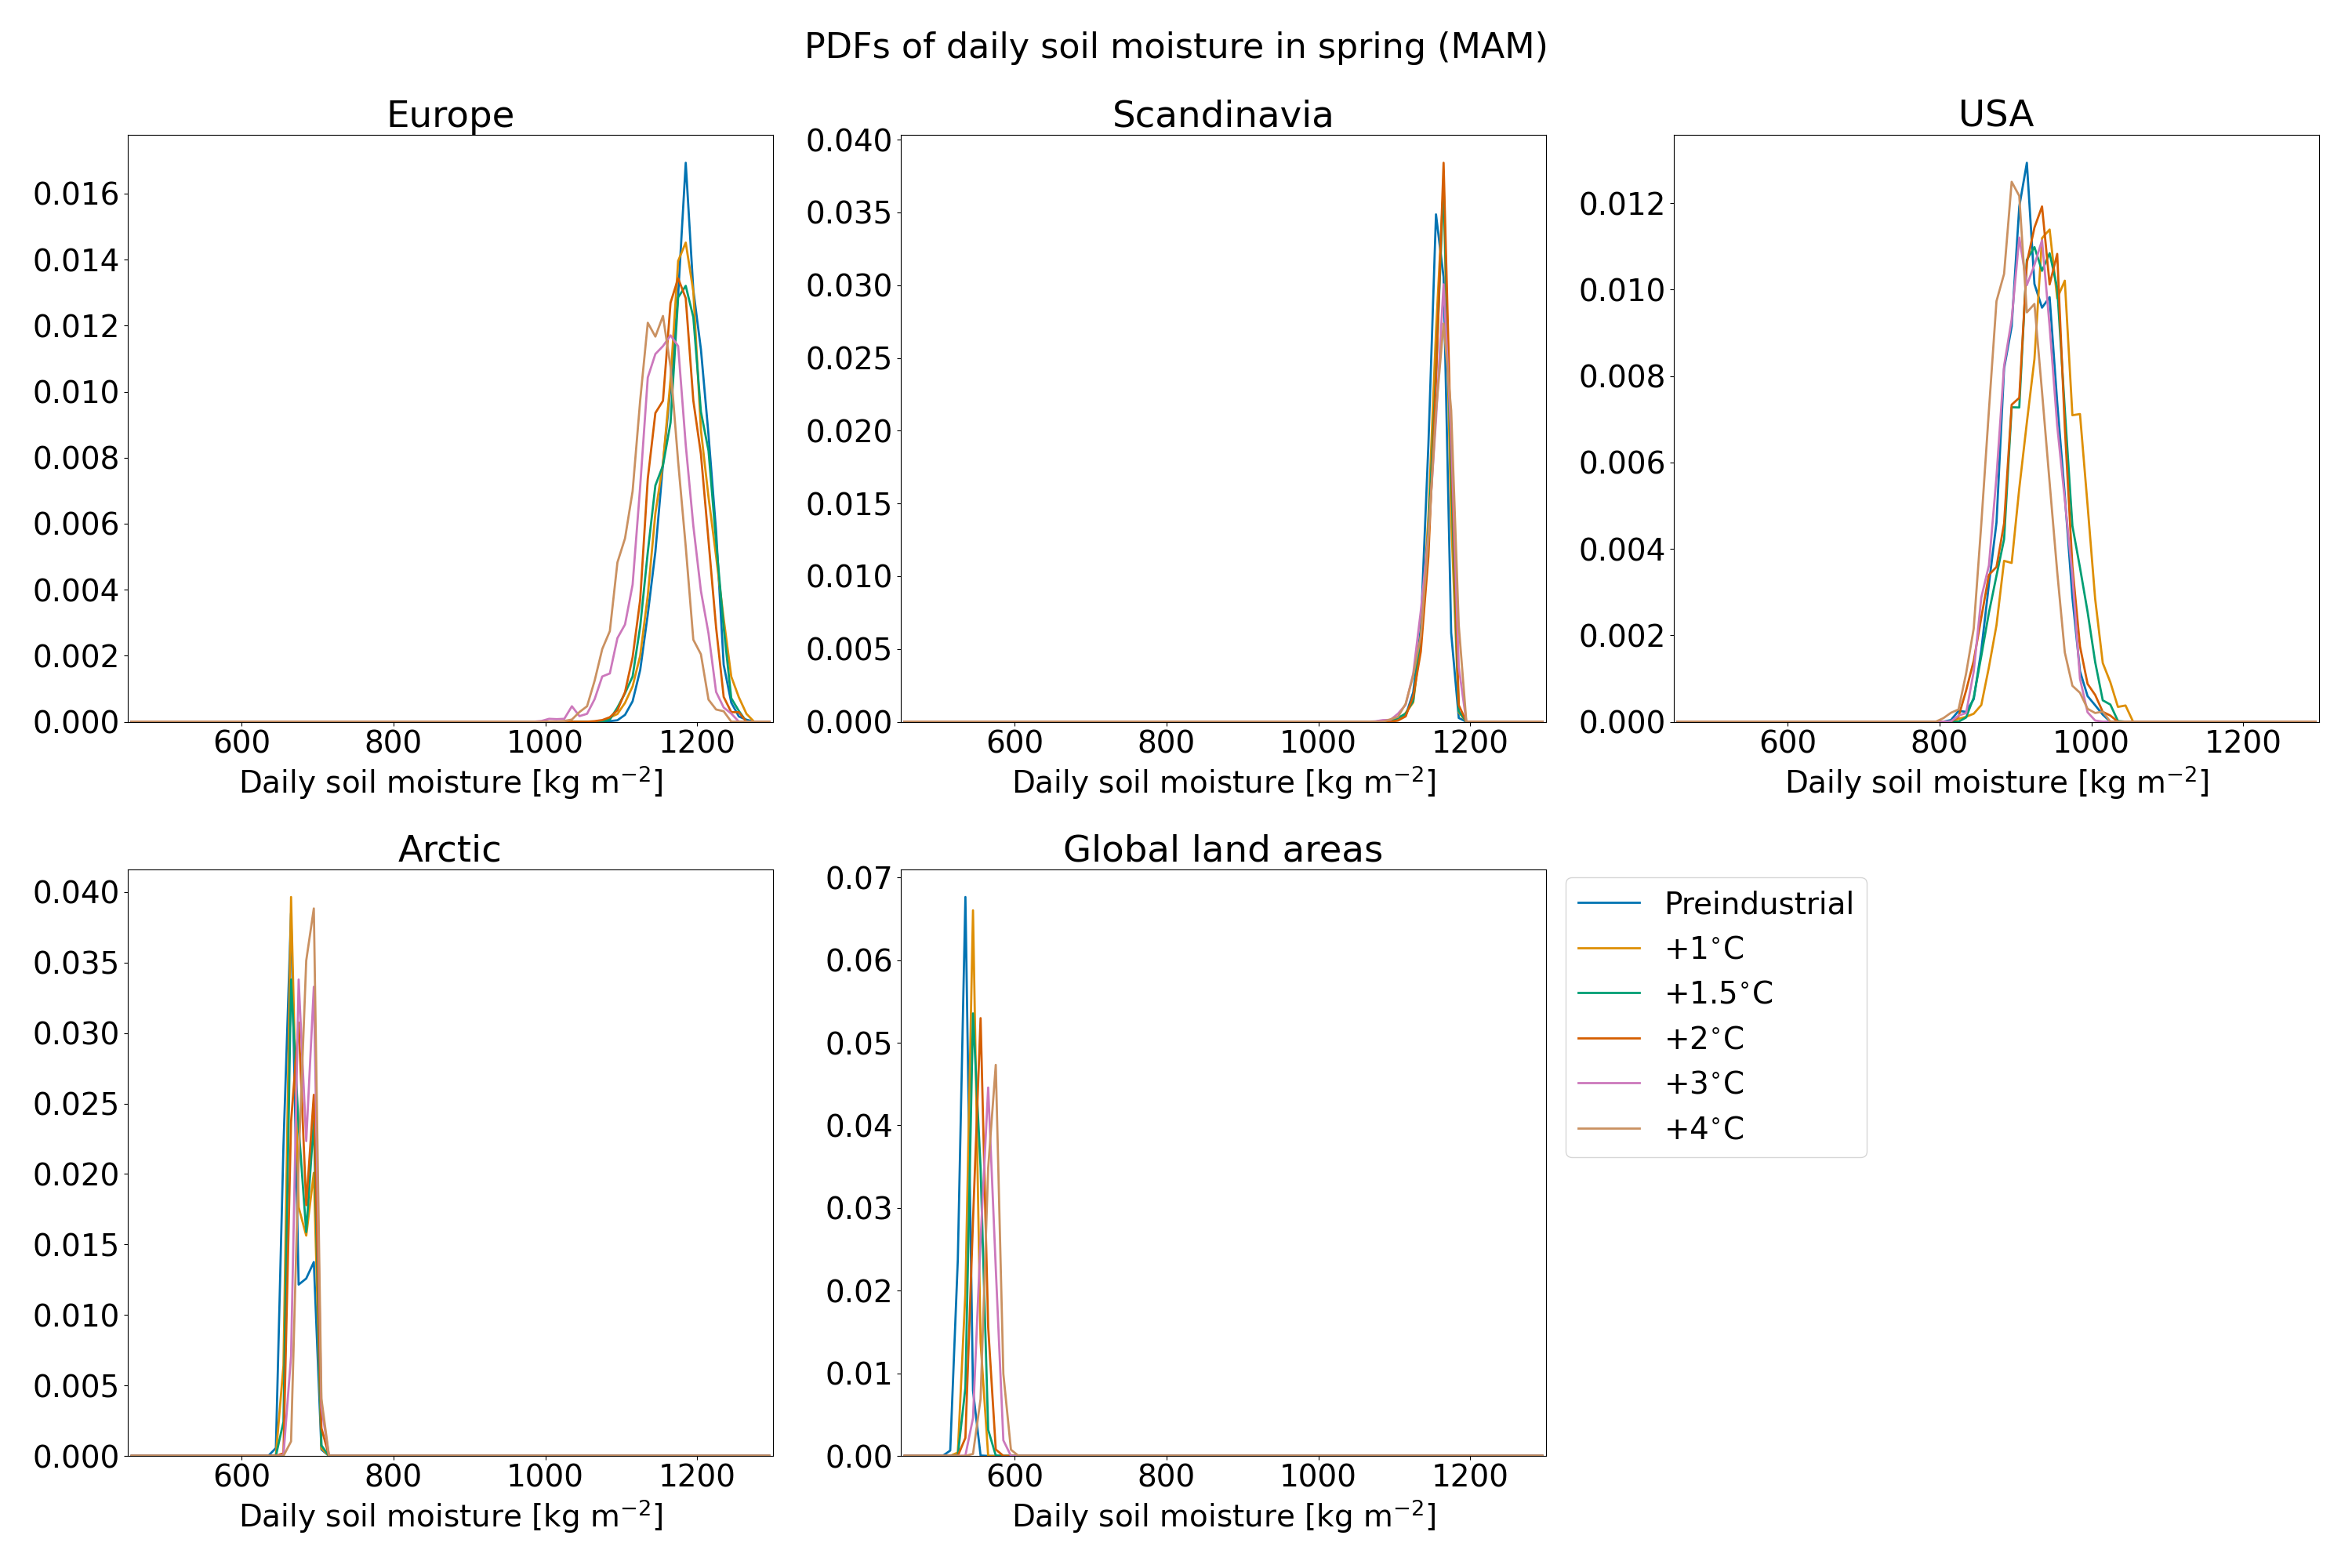 PDFs of daily soil moisture in spring (MAM)
Europe
0.016
0.014
0.012
0.010
0.008
0.006
0.004
0.002
0.000
600 800 1000 1200
Daily soil moisture [kg m⁻²]
Scandinavia
0.040
0.035
0.030
0.025
0.020
0.015
0.010
0.005
0.000
600 800 1000 1200
Daily soil moisture [kg m⁻²]
USA
0.012
0.010
0.008
0.006
0.004
0.002
0.000
600 800 1000 1200
Daily soil moisture [kg m⁻²]
Arctic
0.040
0.035
0.030
0.025
0.020
0.015
0.010
0.005
0.000
600 800 1000 1200
Daily soil moisture [kg m⁻²]
Global land areas
0.07
0.06
0.05
0.04
0.03
0.02
0.01
0.00
600 800 1000 1200
Daily soil moisture [kg m⁻²]
Preindustrial
+1°C
+1.5°C
+2°C
+3°C
+4°C